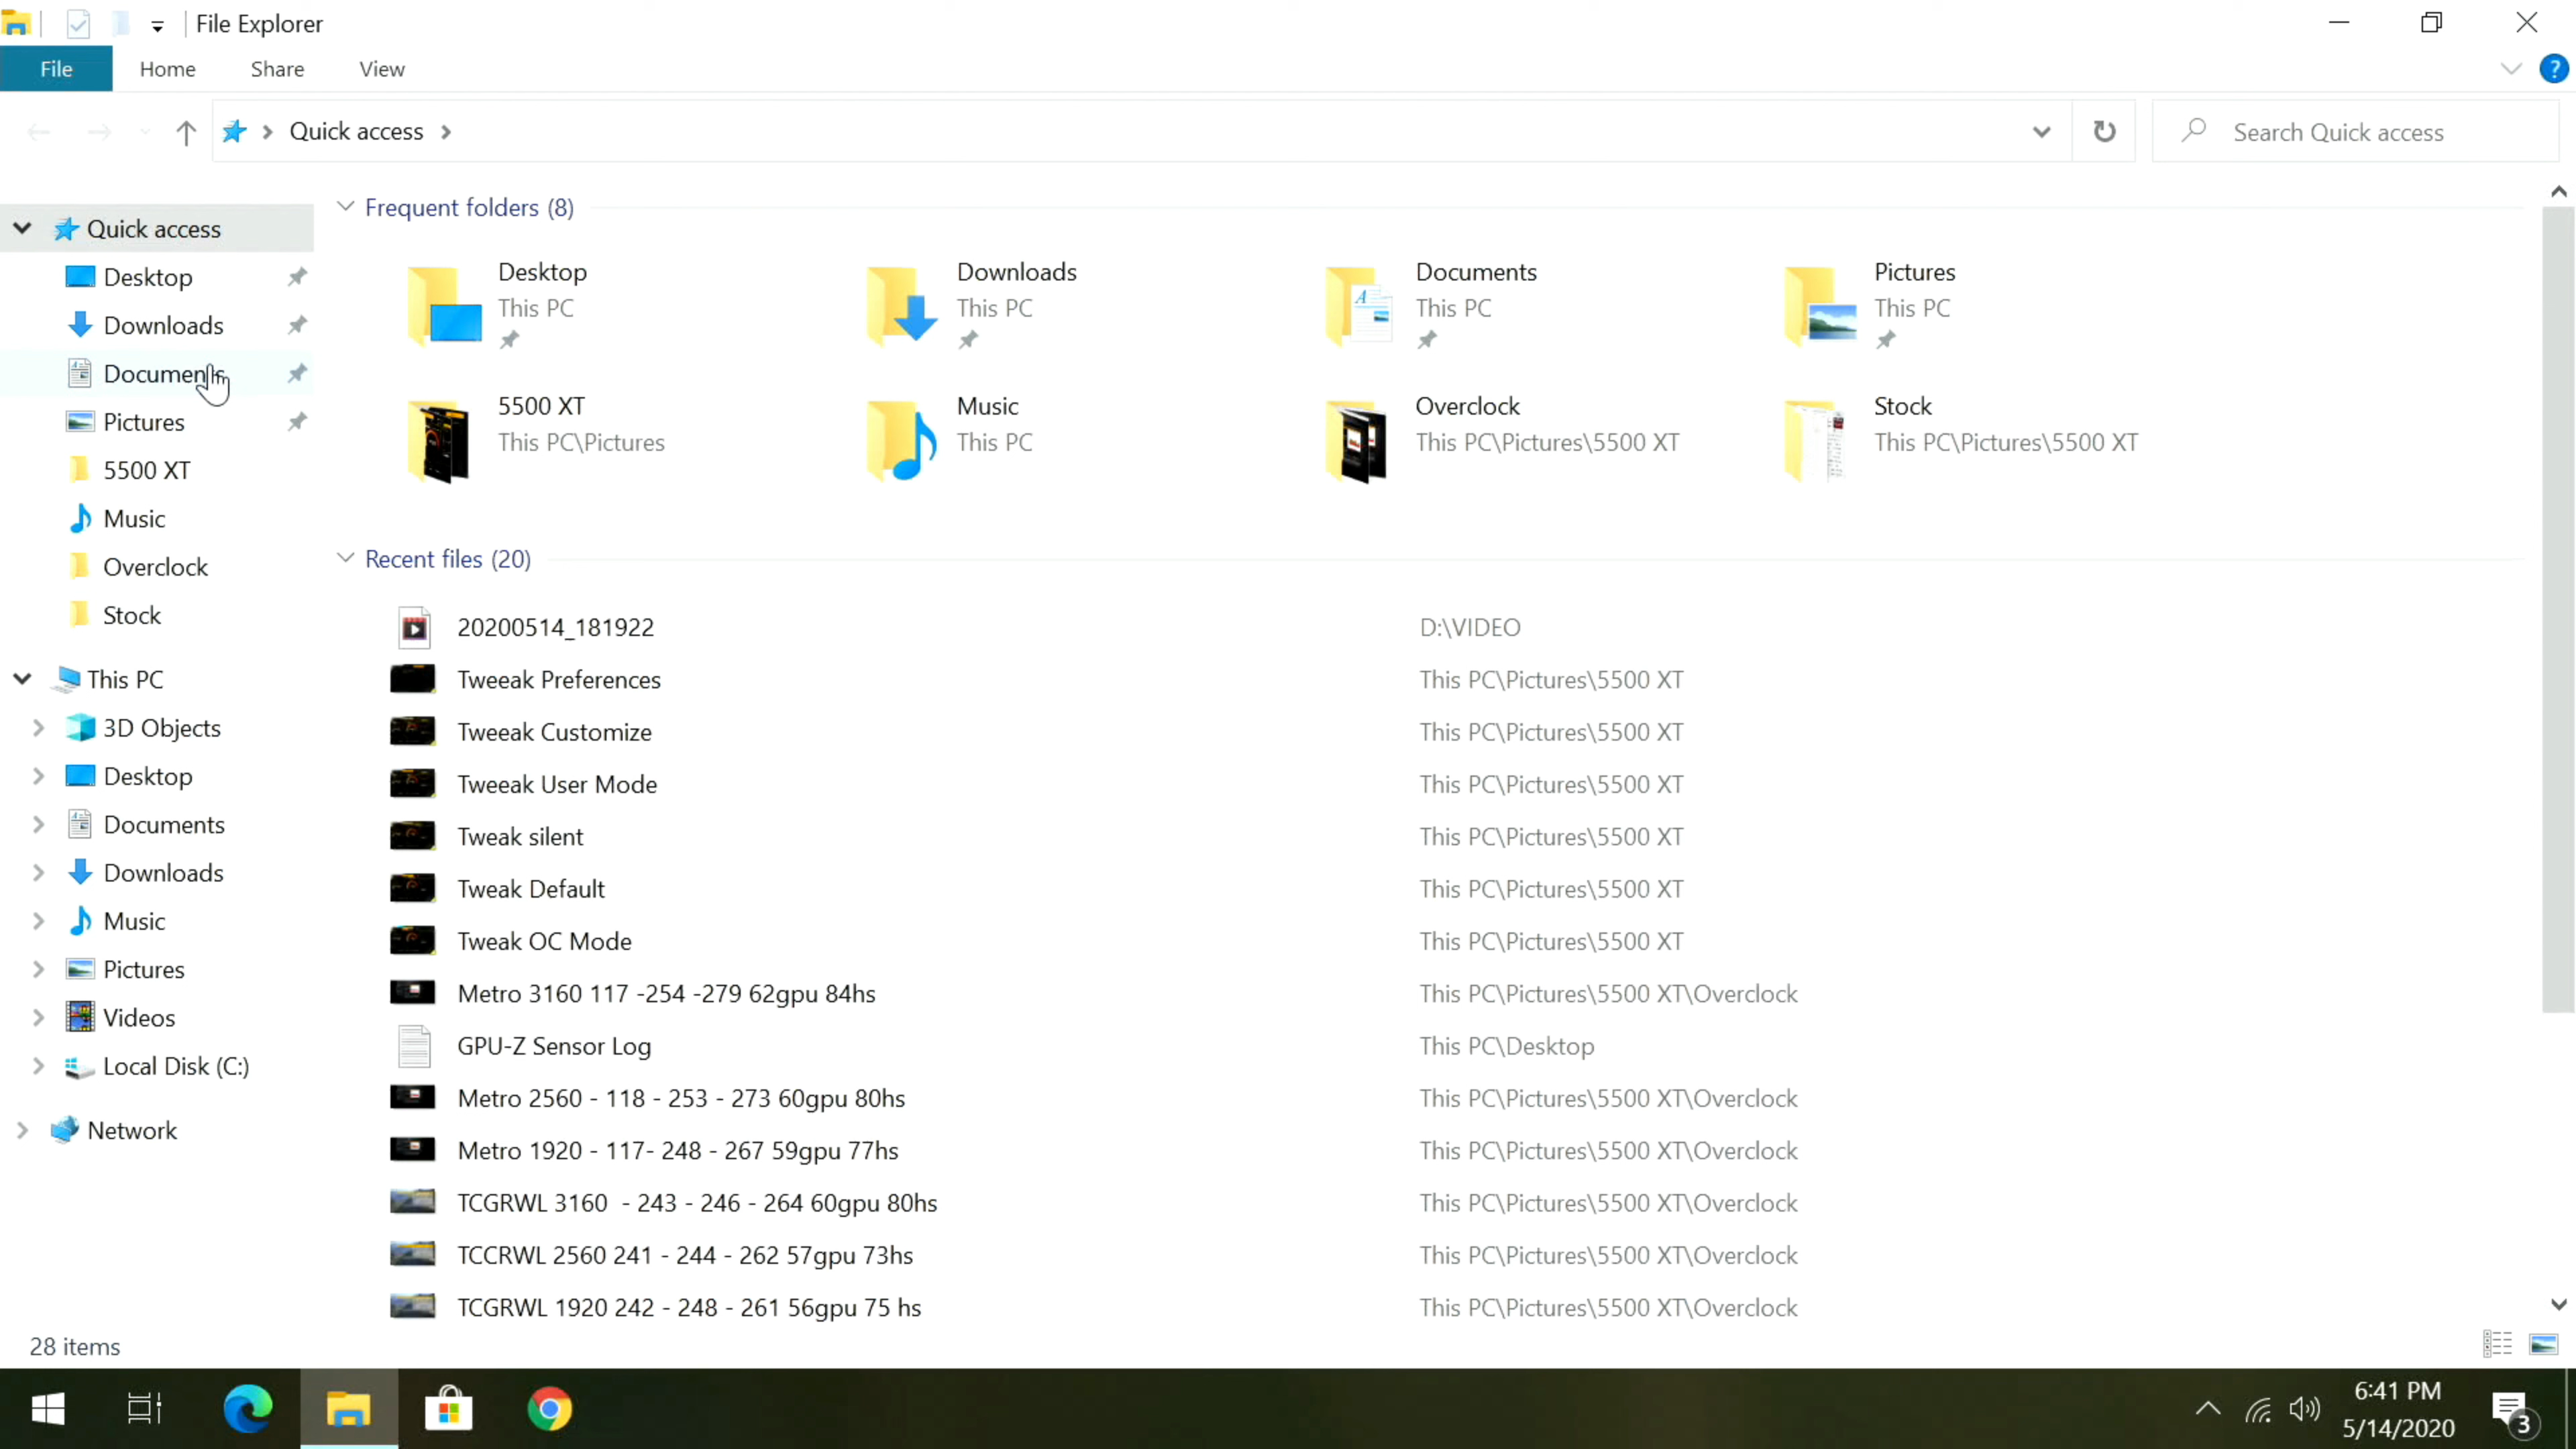 File Explorer
File Home Share View
?
Quick access
Search Quick access
Quick access
Desktop
Downloads
Documents
Pictures
5500 XT
Music
Overclock
Stock
This PC
3D Objects
Desktop
Documents
Downloads
Music
Pictures
Videos
Local Disk (C:)
Network
Frequent folders (8)
Desktop
This PC
Downloads
This PC
Documents
This PC
Pictures
This PC
5500 XT
This PC\Pictures
Music
This PC
Overclock
This PC\Pictures\5500 XT
Stock
This PC\Pictures\5500 XT
Recent files (20)
20200514_181922 D:\VIDEO
Tweeak Preferences This PC\Pictures\5500 XT
Tweeak Customize This PC\Pictures\5500 XT
Tweeak User Mode This PC\Pictures\5500 XT
Tweak silent This PC\Pictures\5500 XT
Tweak Default This PC\Pictures\5500 XT
Tweak OC Mode This PC\Pictures\5500 XT
Metro 3160 117 -254 -279 62gpu 84hs This PC\Pictures\5500 XT\Overclock
GPU-Z Sensor Log This PC\Desktop
Metro 2560 - 118 - 253 - 273 60gpu 80hs This PC\Pictures\5500 XT\Overclock
Metro 1920 - 117- 248 - 267 59gpu 77hs This PC\Pictures\5500 XT\Overclock
TCGRWL 3160  - 243 - 246 - 264 60gpu 80hs This PC\Pictures\5500 XT\Overclock
TCCRWL 2560 241 - 244 - 262 57gpu 73hs This PC\Pictures\5500 XT\Overclock
TCGRWL 1920 242 - 248 - 261 56gpu 75 hs This PC\Pictures\5500 XT\Overclock
28 items
6:41 PM
5/14/2020
3